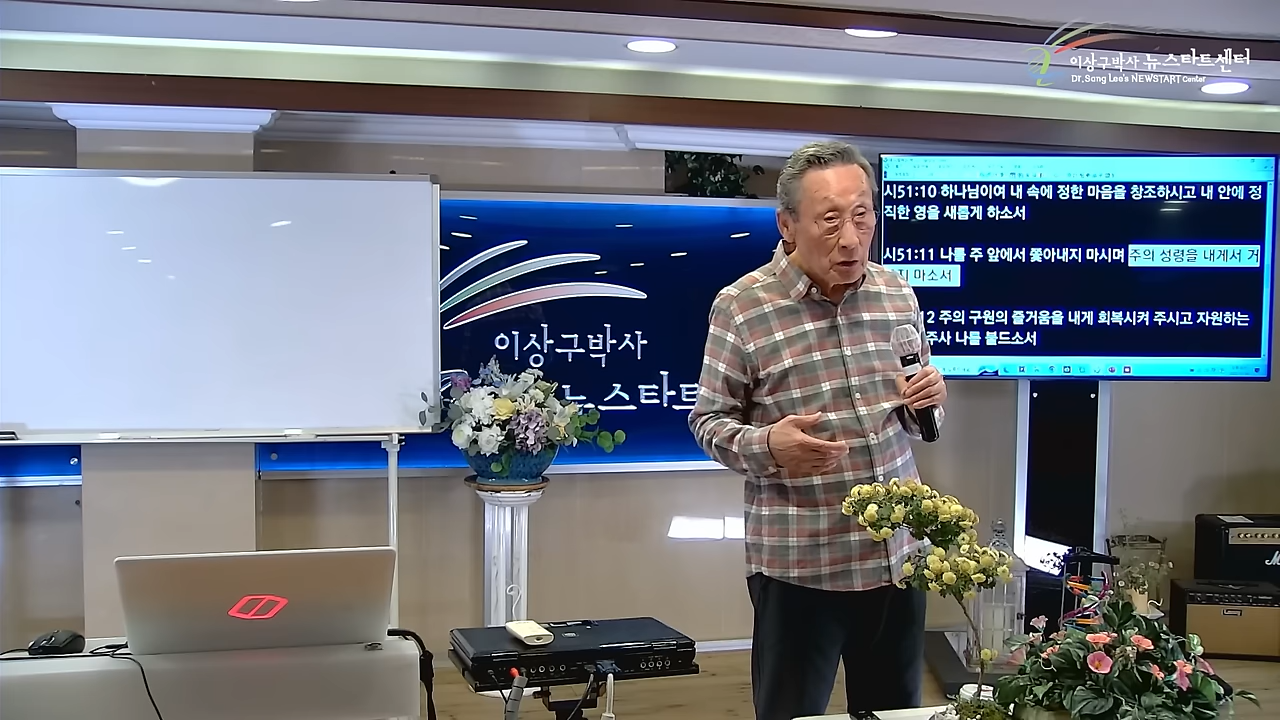 이상구박사 뉴스타트센터
Dr. Sang Lee's NEWSTART Center
시51:10 하나님이여 내 속에 정한 마음을 창조하시고 내 안에 정
직한 영을 새롭게 하소서
시51:11 나를 주 앞에서 쫓아내지 마시며 주의 성령을 내게서 거
지 마소서
2 주의 구원의 즐거움을 내게 회복시켜 주시고 자원하는
주사 나를 붙드소서
이상구박사
뉴스타트